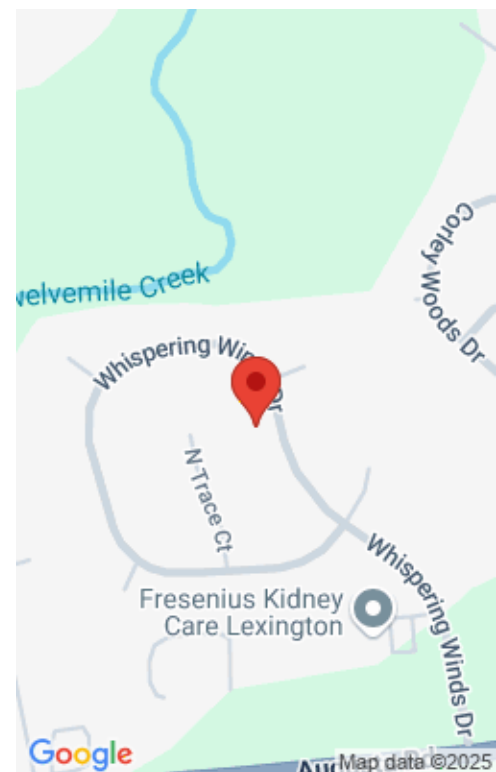 welvemile Creek
Corley Woods Dr
Whispering Winds Dr
N Trace Ct
Whispering Winds Dr
Fresenius Kidney
Care Lexington
Google
Map data ©2025